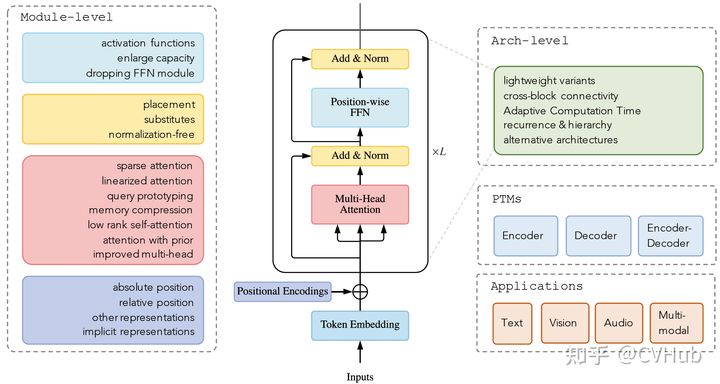 Module-level
activation functions
enlarge capacity
dropping FFN module
placement
substitutes
normalization-free
sparse attention
linearized attention
query prototyping
memory compression
low rank self-attention
attention with prior
improved multi-head
absolute position
relative position
other representations
implicit representations
Add & Norm
Position-wise
FFN
Add & Norm
×L
Multi-Head
Attention
Positional Encodings
Token Embedding
Inputs
Arch-level
lightweight variants
cross-block connectivity
Adaptive Computation Time
recurrence & hierarchy
alternative architectures
PTMs
Encoder
Decoder
Encoder-
Decoder
Applications
Text
Vision
Audio
Multi-
modal
知乎 @CVHub